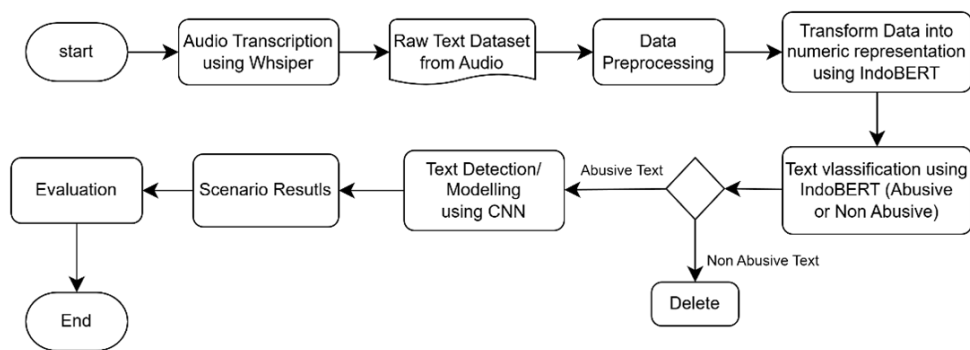 start
Audio Transcription
using Whsiper
Raw Text Dataset
from Audio
Data
Preprocessing
Transform Data into
numeric representation
using IndoBERT
Text vlassification using
IndoBERT (Abusive
or Non Abusive)
Abusive Text
Non Abusive Text
Delete
Text Detection/
Modelling
using CNN
Scenario Resutls
Evaluation
End